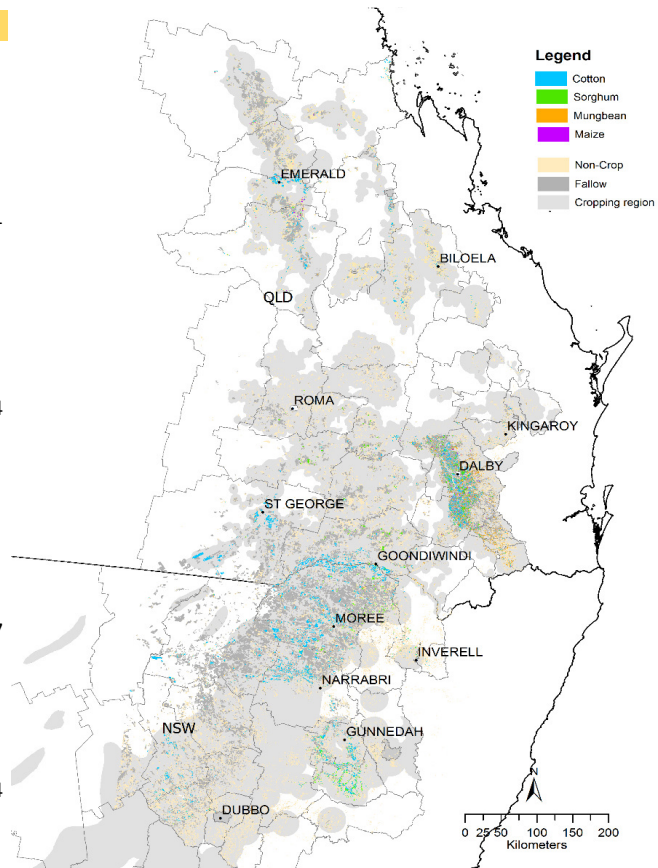 Legend
Cotton
Sorghum
Mungbean
Maize
Non-Crop
Fallow
Cropping region
EMERALD
BILOELA
QLD
ROMA
KINGAROY
DALBY
ST GEORGE
GOONDIWINDI
MOREE
INVERELL
NARRABRI
NSW
GUNNEDAH
DUBBO
N
0 25 50 100 150 200
Kilometers